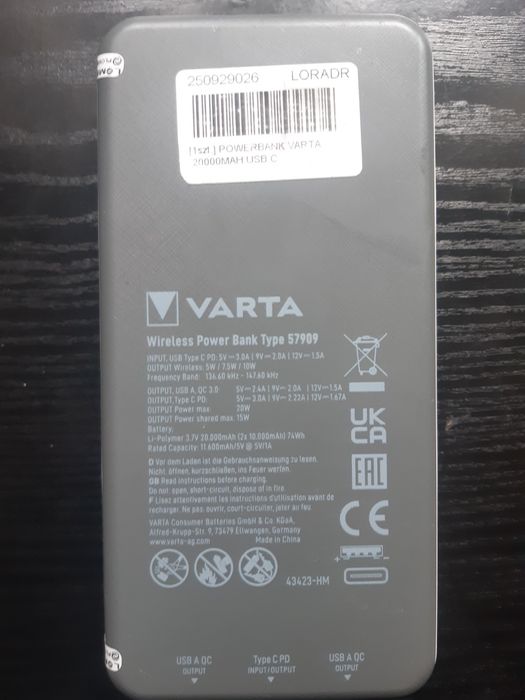 250929026 LORADR
[1szt.] POWERBANK VARTA
20000MAH USB C
VARTA
Wireless Power Bank Type 57909
INPUT, USB Type C PD: 5V⎓3.0A | 9V⎓2.0A | 12V⎓1.5A
OUTPUT Wireless: 5W / 7.5W / 10W
Frequency Band: 134.60 kHz - 147.60 kHz
OUTPUT, USB A, QC 3.0: 5V⎓2.4A | 9V⎓2.0A | 12V⎓1.5A
OUTPUT, Type C PD: 5V⎓3.0A | 9V⎓2.22A | 12V⎓1.67A
OUTPUT Power max. 20W
OUTPUT Power shared max. 15W
Battery:
Li-Polymer 3.7V 20.000mAh (2x 10.000mAh) 74Wh
Rated Capacity: 11.600mAh/5V @ 5V/1A
D Vor dem Laden ist die Gebrauchsanweisung zu lesen.
Nicht öffnen, kurzschließen, ins Feuer werfen.
GB Read instructions before charging.
Do not open, short-circuit, dispose of in fire.
F Lisez attentivement les instructions d'utilisation avant de
recharger. Ne pas ouvrir, court-circuiter, jeter au feu.
VARTA Consumer Batteries GmbH & Co. KGaA,
Alfred-Krupp-Str. 9, 73479 Ellwangen, Germany
www.varta-ag.com Made in China
UK
CA
EAC
CE
43423-HM
USB A QC
OUTPUT
Type C PD
INPUT/OUTPUT
USB A QC
OUTPUT